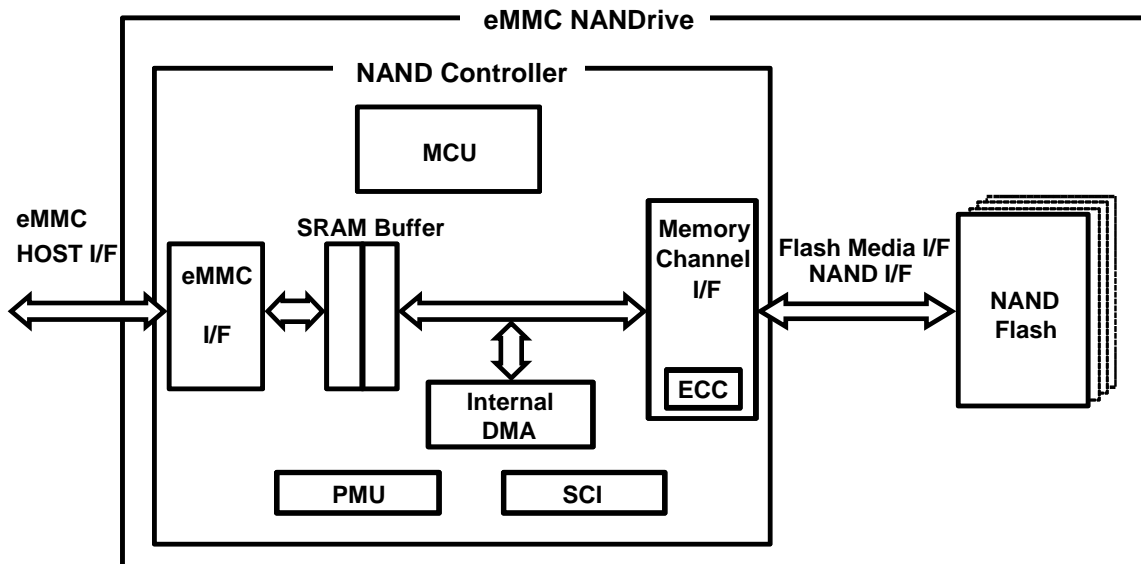 eMMC NANDrive
NAND Controller
MCU
eMMC
HOST I/F
SRAM Buffer
eMMC
I/F
Memory
Channel
I/F
ECC
Flash Media I/F
NAND I/F
NAND
Flash
Internal
DMA
PMU
SCI